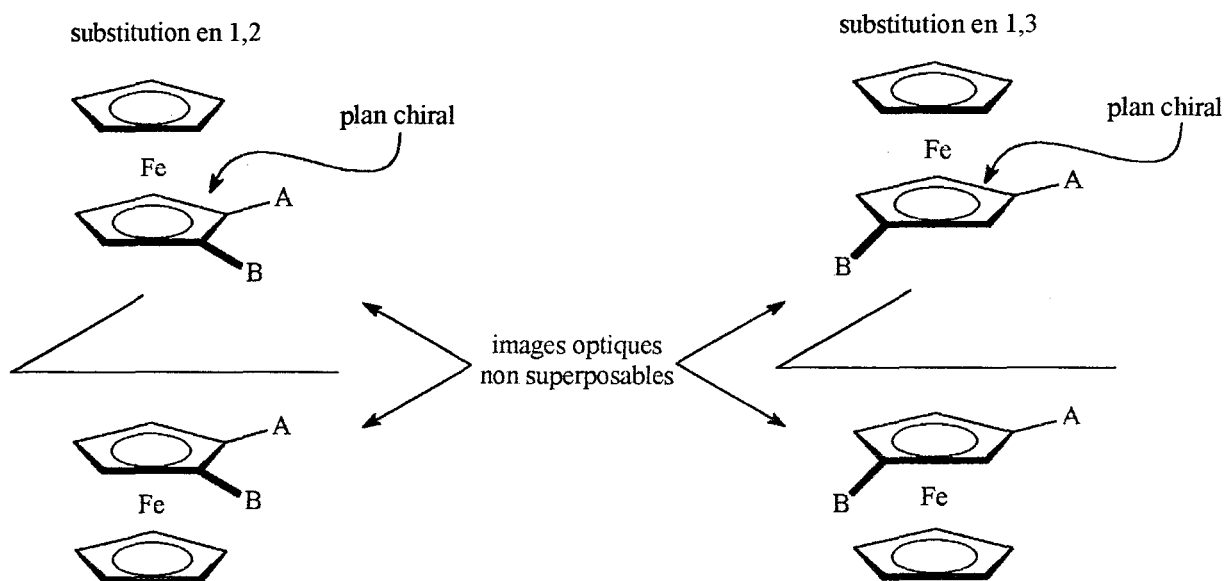 substitution en 1,2
plan chiral
Fe
A
B
substitution en 1,3
plan chiral
Fe
A
B
images optiques
non superposables
A
B
Fe
A
B
Fe